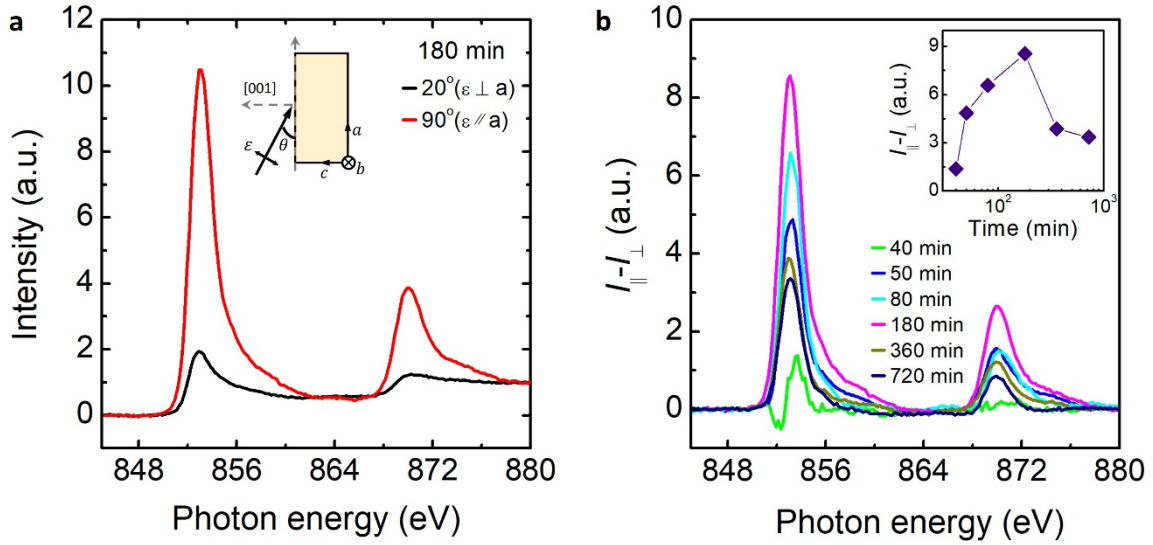 a
Intensity (a.u.)
12
10
8
6
4
2
0
848
856
864
872
880
Photon energy (eV)
180 min
20°(ε ⊥ a)
90°(ε // a)
[001]
ε
θ
a
c
b
b
I∥-I⊥ (a.u.)
10
8
6
4
2
0
848
856
864
872
880
Photon energy (eV)
40 min
50 min
80 min
180 min
360 min
720 min
I∥-I⊥ (a.u.)
9
6
3
0
10²
10³
Time (min)